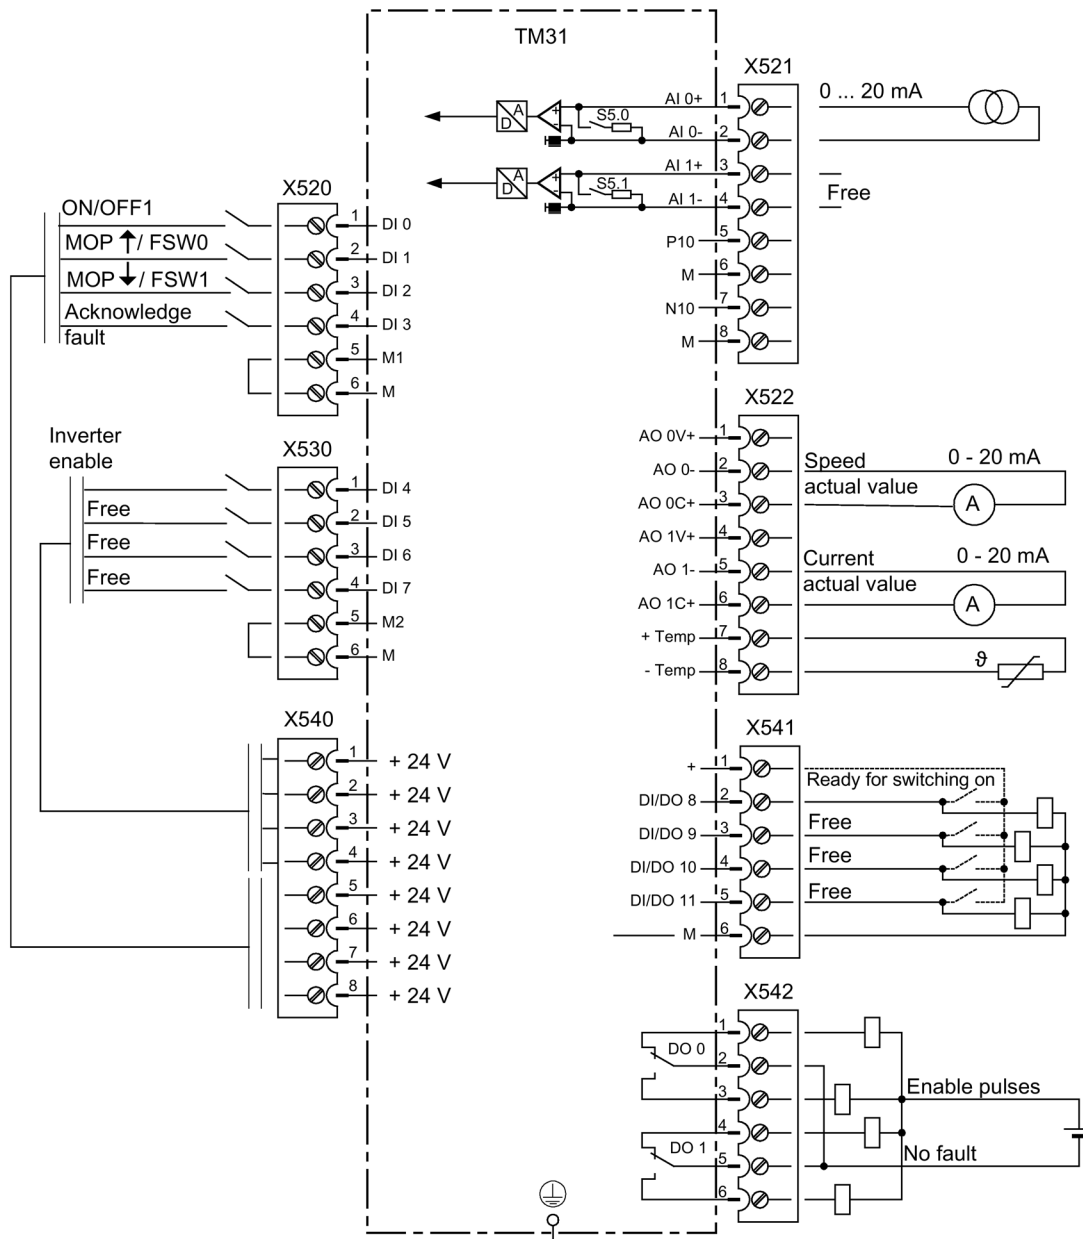 TM31
X521
AI 0+ 1
0 ... 20 mA
A
D
+
-
S5.0
AI 0- 2
AI 1+ 3
A
D
+
-
S5.1
Free
AI 1- 4
P10 5
M 6
N10 7
M 8
X520
ON/OFF1
1 DI 0
MOP ↑/ FSW0
2 DI 1
MOP ↓/ FSW1
3 DI 2
Acknowledge
fault
4 DI 3
5 M1
6 M
X522
AO 0V+ 1
AO 0- 2
Speed
actual value
0 - 20 mA
AO 0C+ 3
A
AO 1V+ 4
AO 1- 5
Current
actual value
0 - 20 mA
AO 1C+ 6
A
+ Temp 7
- Temp 8
ϑ
Inverter
enable
X530
1 DI 4
Free
2 DI 5
Free
3 DI 6
Free
4 DI 7
5 M2
6 M
X540
1 + 24 V
2 + 24 V
3 + 24 V
4 + 24 V
5 + 24 V
6 + 24 V
7 + 24 V
8 + 24 V
X541
+ 1
Ready for switching on
DI/DO 8 2
Free
DI/DO 9 3
Free
DI/DO 10 4
Free
DI/DO 11 5
M 6
X542
1
DO 0
2
3
Enable pulses
4
DO 1
5
No fault
6